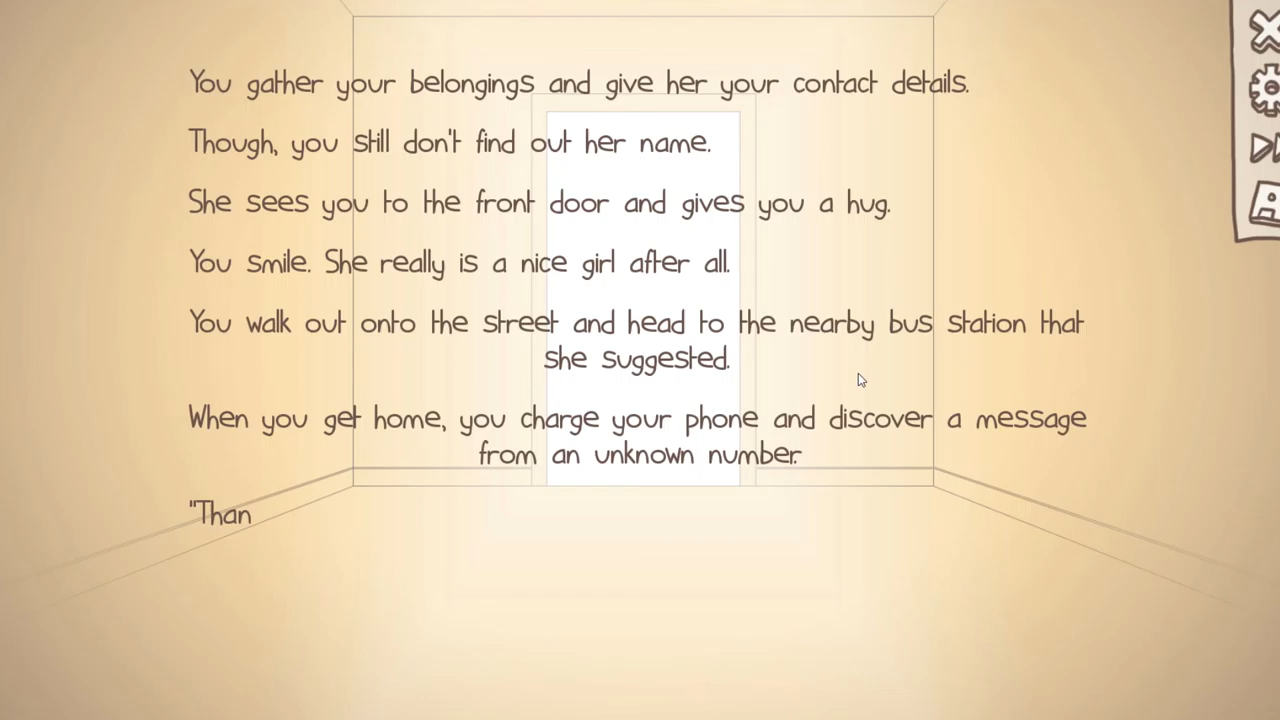 You gather your belongings and give her your contact details.
Though, you still don't find out her name.
She sees you to the front door and gives you a hug.
You smile. She really is a nice girl after all.
You walk out onto the street and head to the nearby bus station that
she suggested.
When you get home, you charge your phone and discover a message
from an unknown number.
"Than